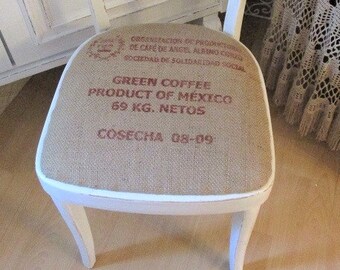 ORGANIZACION DE PRODUCTORES
DE CAFE DE ANGEL ALBINO CORZO
SOCIEDAD DE SOLIDARIDAD SOCIAL
GREEN COFFEE
PRODUCT OF MÉXICO
69 KG. NETOS
COSECHA 08-09